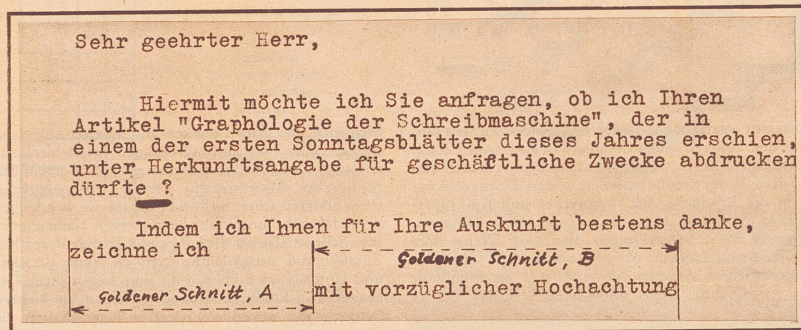 Sehr geehrter Herr,
Hiermit möchte ich Sie anfragen, ob ich Ihren
Artikel "Graphologie der Schreibmaschine", der in
einem der ersten Sonntagsblätter dieses Jahres erschien,
unter Herkunftsangabe für geschäftliche Zwecke abdrucken
dürfte ?
Indem ich Ihnen für Ihre Auskunft bestens danke,
zeichne ich
Goldener Schnitt, B
Goldener Schnitt, A
mit vorzüglicher Hochachtung